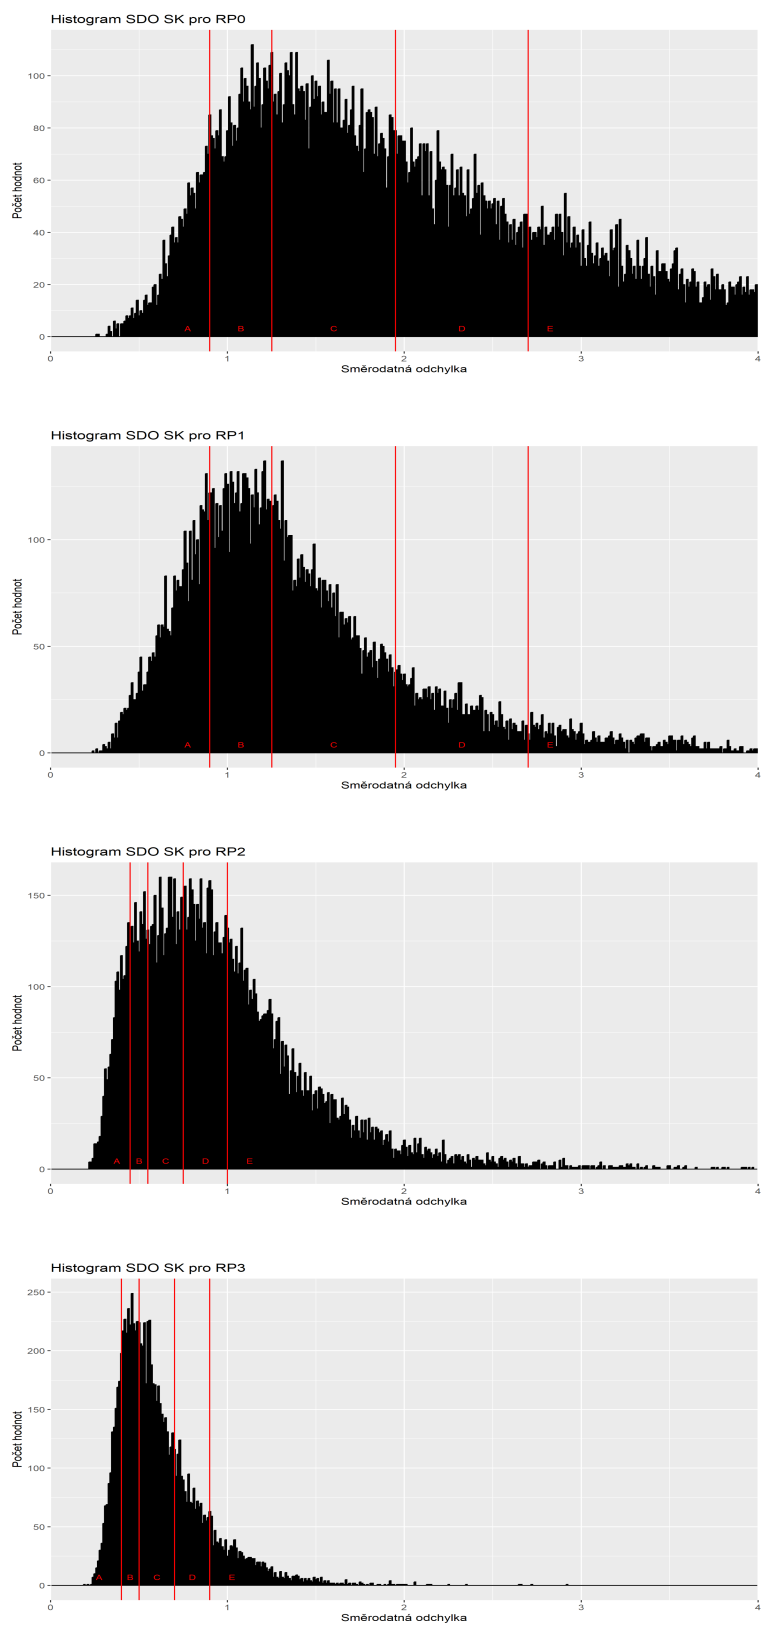 Histogram SDO SK pro RP0
Počet hodnot
100
80
60
40
20
0
A B C D E
0 1 2 3 4
Směrodatná odchylka
Histogram SDO SK pro RP1
Počet hodnot
100
50
0
A B C D E
0 1 2 3 4
Směrodatná odchylka
Histogram SDO SK pro RP2
Počet hodnot
150
100
50
0
A B C D E
0 1 2 3 4
Směrodatná odchylka
Histogram SDO SK pro RP3
Počet hodnot
250
200
150
100
50
0
A B C D E
0 1 2 3 4
Směrodatná odchylka